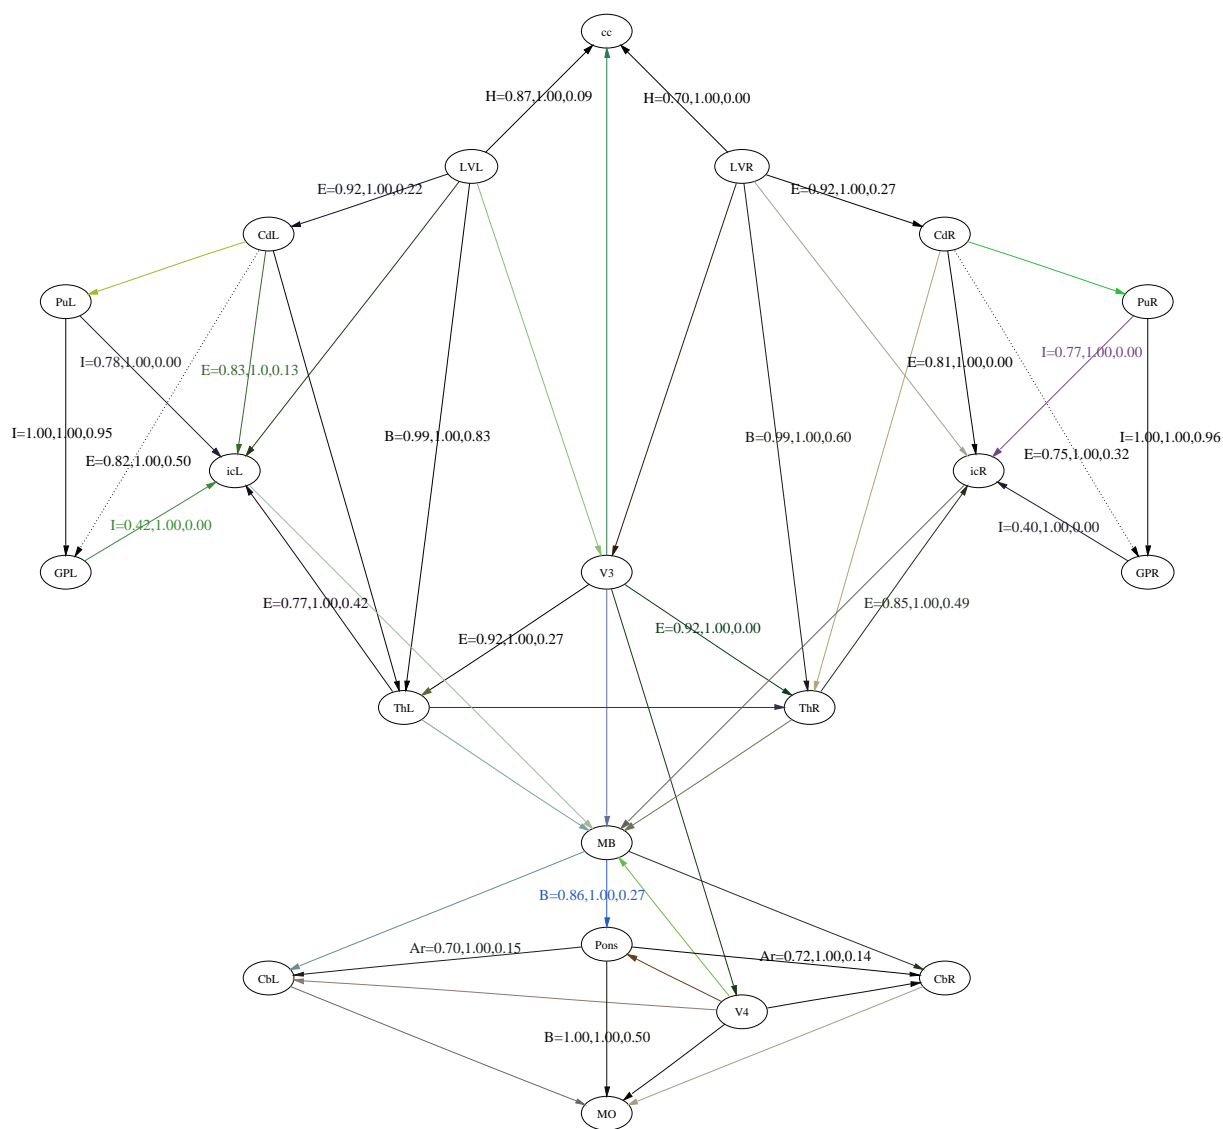 cc
H=0.87,1.00,0.09
H=0.70,1.00,0.00
LVL
LVR
E=0.92,1.00,0.22
E=0.92,1.00,0.27
CdL
CdR
PuL
PuR
I=0.78,1.00,0.00
E=0.83,1.0,0.13
E=0.81,1.00,0.00
I=0.77,1.00,0.00
I=1.00,1.00,0.95
B=0.99,1.00,0.83
B=0.99,1.00,0.60
I=1.00,1.00,0.96
E=0.82,1.00,0.50
E=0.75,1.00,0.32
icL
icR
I=0.42,1.00,0.00
I=0.40,1.00,0.00
GPL
V3
GPR
E=0.77,1.00,0.42
E=0.85,1.00,0.49
E=0.92,1.00,0.27
E=0.92,1.00,0.00
ThL
ThR
MB
B=0.86,1.00,0.27
Pons
Ar=0.70,1.00,0.15
Ar=0.72,1.00,0.14
CbL
CbR
V4
B=1.00,1.00,0.50
MO